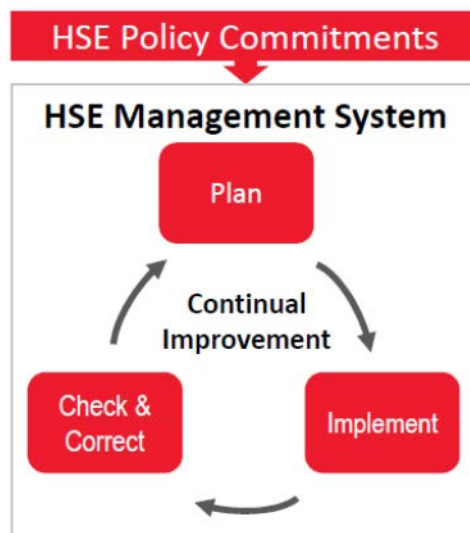 HSE Policy Commitments
HSE Management System
Plan
Continual
Improvement
Check &
Correct
Implement